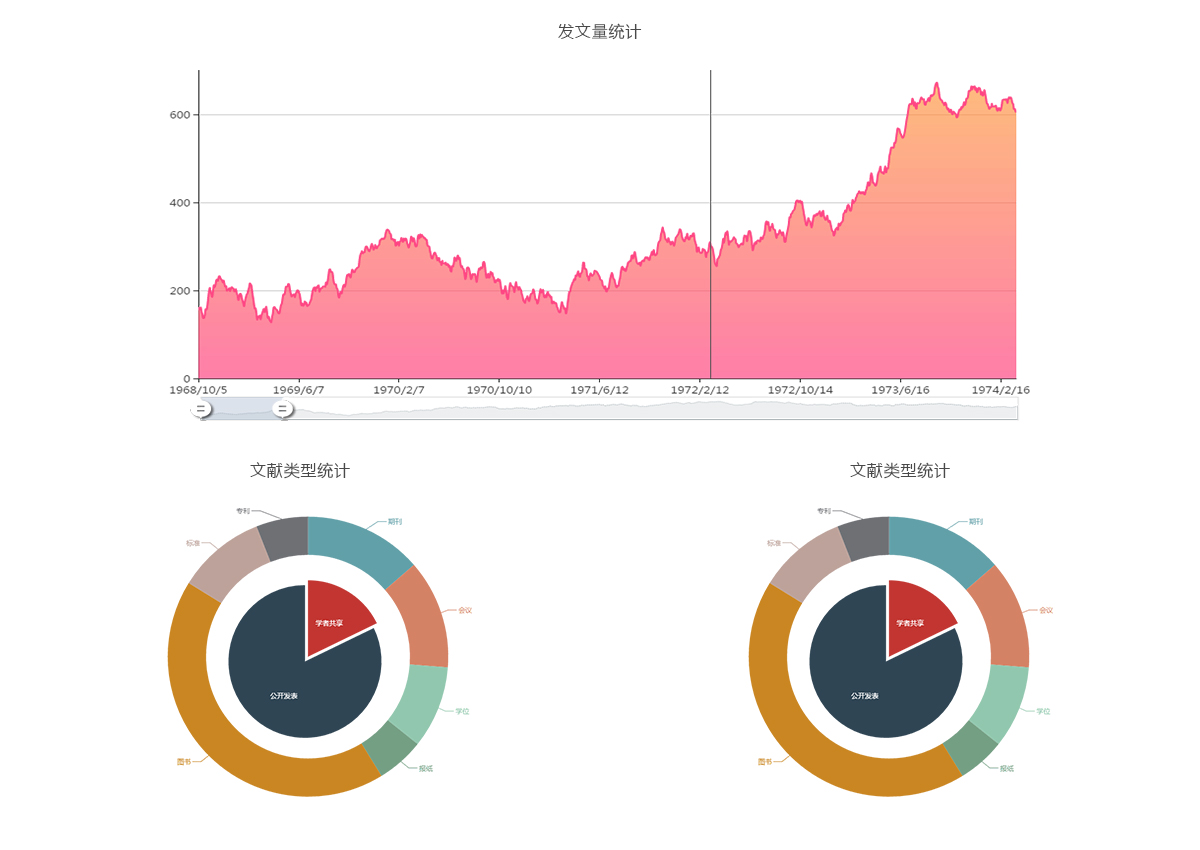 发文量统计
600
400
200
0
1968/10/5 1969/6/7 1970/2/7 1970/10/10 1971/6/12 1972/2/12 1972/10/14 1973/6/16 1974/2/16
文献类型统计 文献类型统计
专利 专利
期刊 期刊
标准 标准
会议 会议
学者共享 学者共享
公开发表 公开发表
学位 学位
图书 图书
报纸 报纸